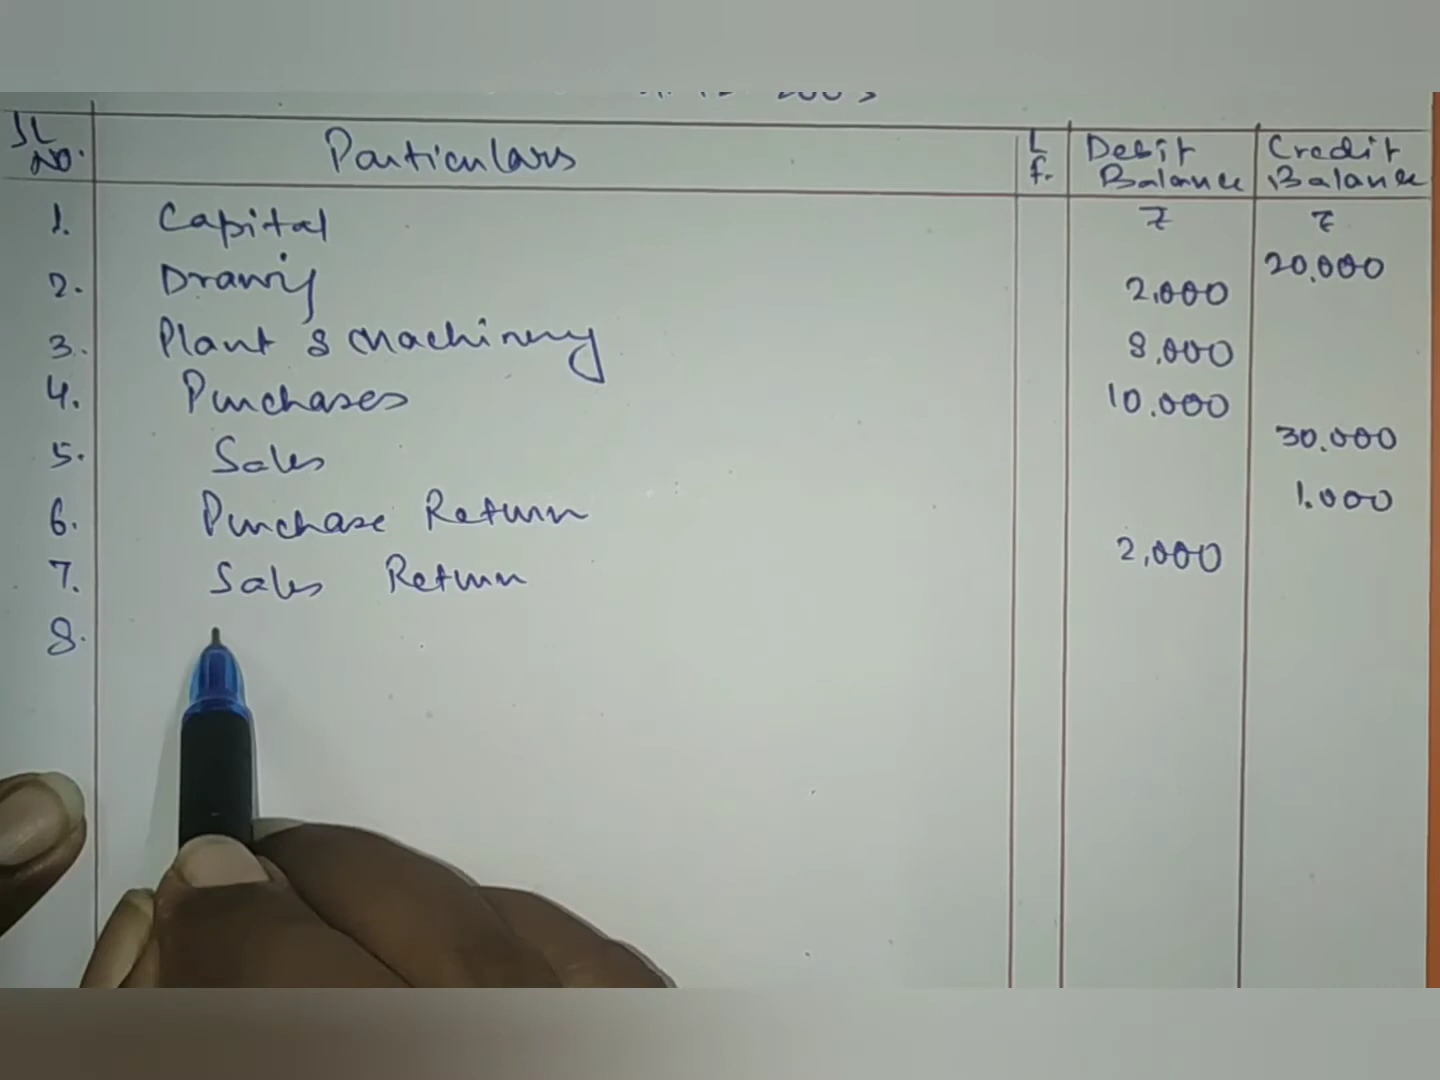 SL No. Particulars L f. Debit Balance Credit Balance
₹ ₹
1. Capital 20,000
2. Drawing 2,000
3. Plant & Machinery 8,000
4. Purchases 10,000
5. Sales 30,000
6. Purchase Return 1,000
7. Sales Return 2,000
8.